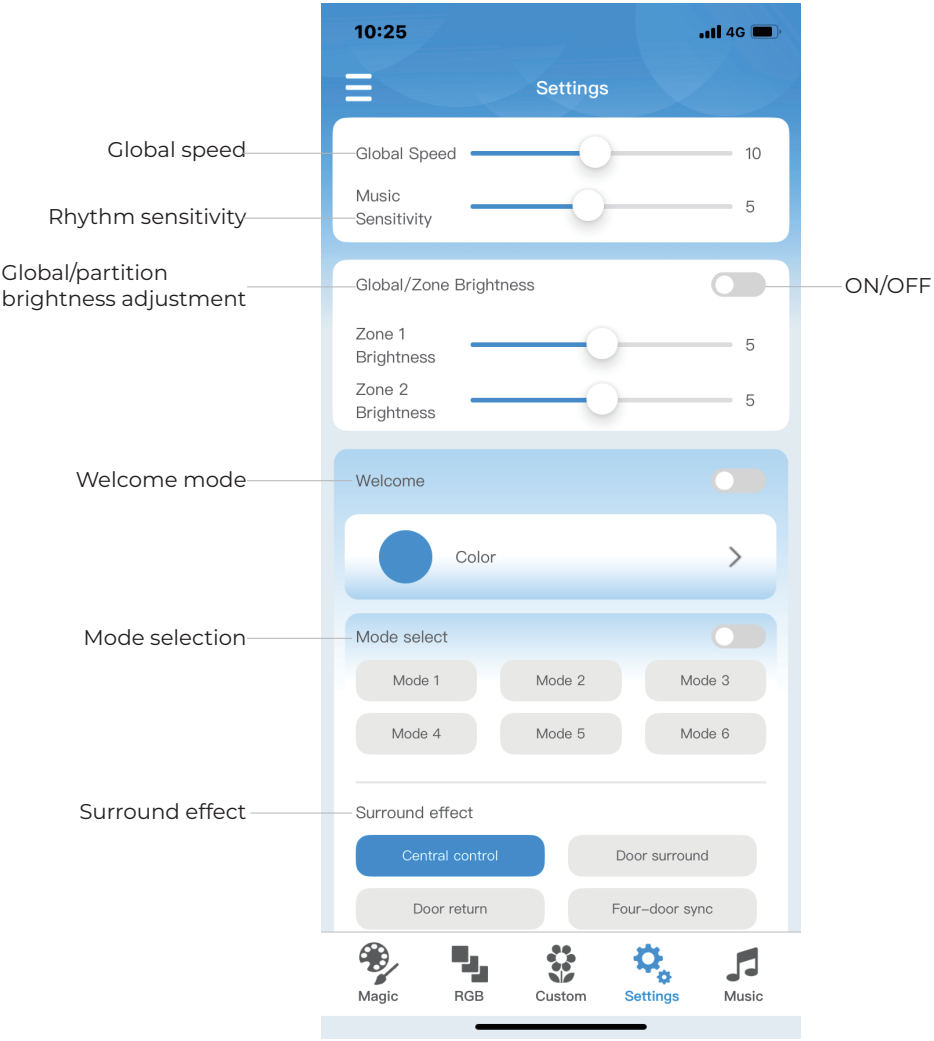 10:25
4G
Settings
Global speed
Global Speed
10
Music
Sensitivity
5
Rhythm sensitivity
Global/partition
brightness adjustment
Global/Zone Brightness
ON/OFF
Zone 1
Brightness
5
Zone 2
Brightness
5
Welcome mode
Welcome
Color
Mode selection
Mode select
Mode 1
Mode 2
Mode 3
Mode 4
Mode 5
Mode 6
Surround effect
Surround effect
Central control
Door surround
Door return
Four-door sync
Magic
RGB
Custom
Settings
Music